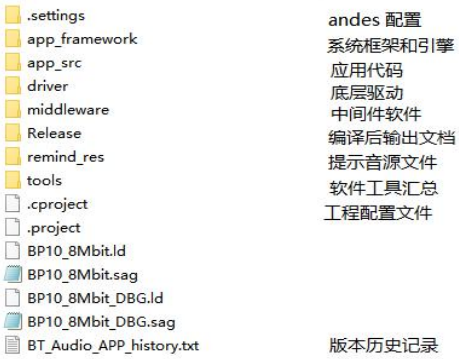 .settings andes 配置
app_framework 系统框架和引擎
app_src 应用代码
driver 底层驱动
middleware 中间件软件
Release 编译后输出文档
remind_res 提示音源文件
tools 软件工具汇总
.cproject 工程配置文件
.project
BP10_8Mbit.ld
BP10_8Mbit.sag
BP10_8Mbit_DBG.ld
BP10_8Mbit_DBG.sag
BT_Audio_APP_history.txt 版本历史记录